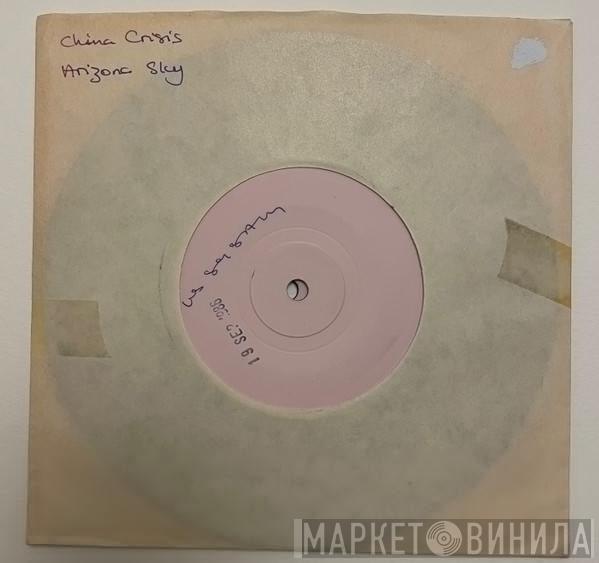 China Crisis
Arizona Sky
19 SEP 1986
МАРКЕТ ВИНИЛА